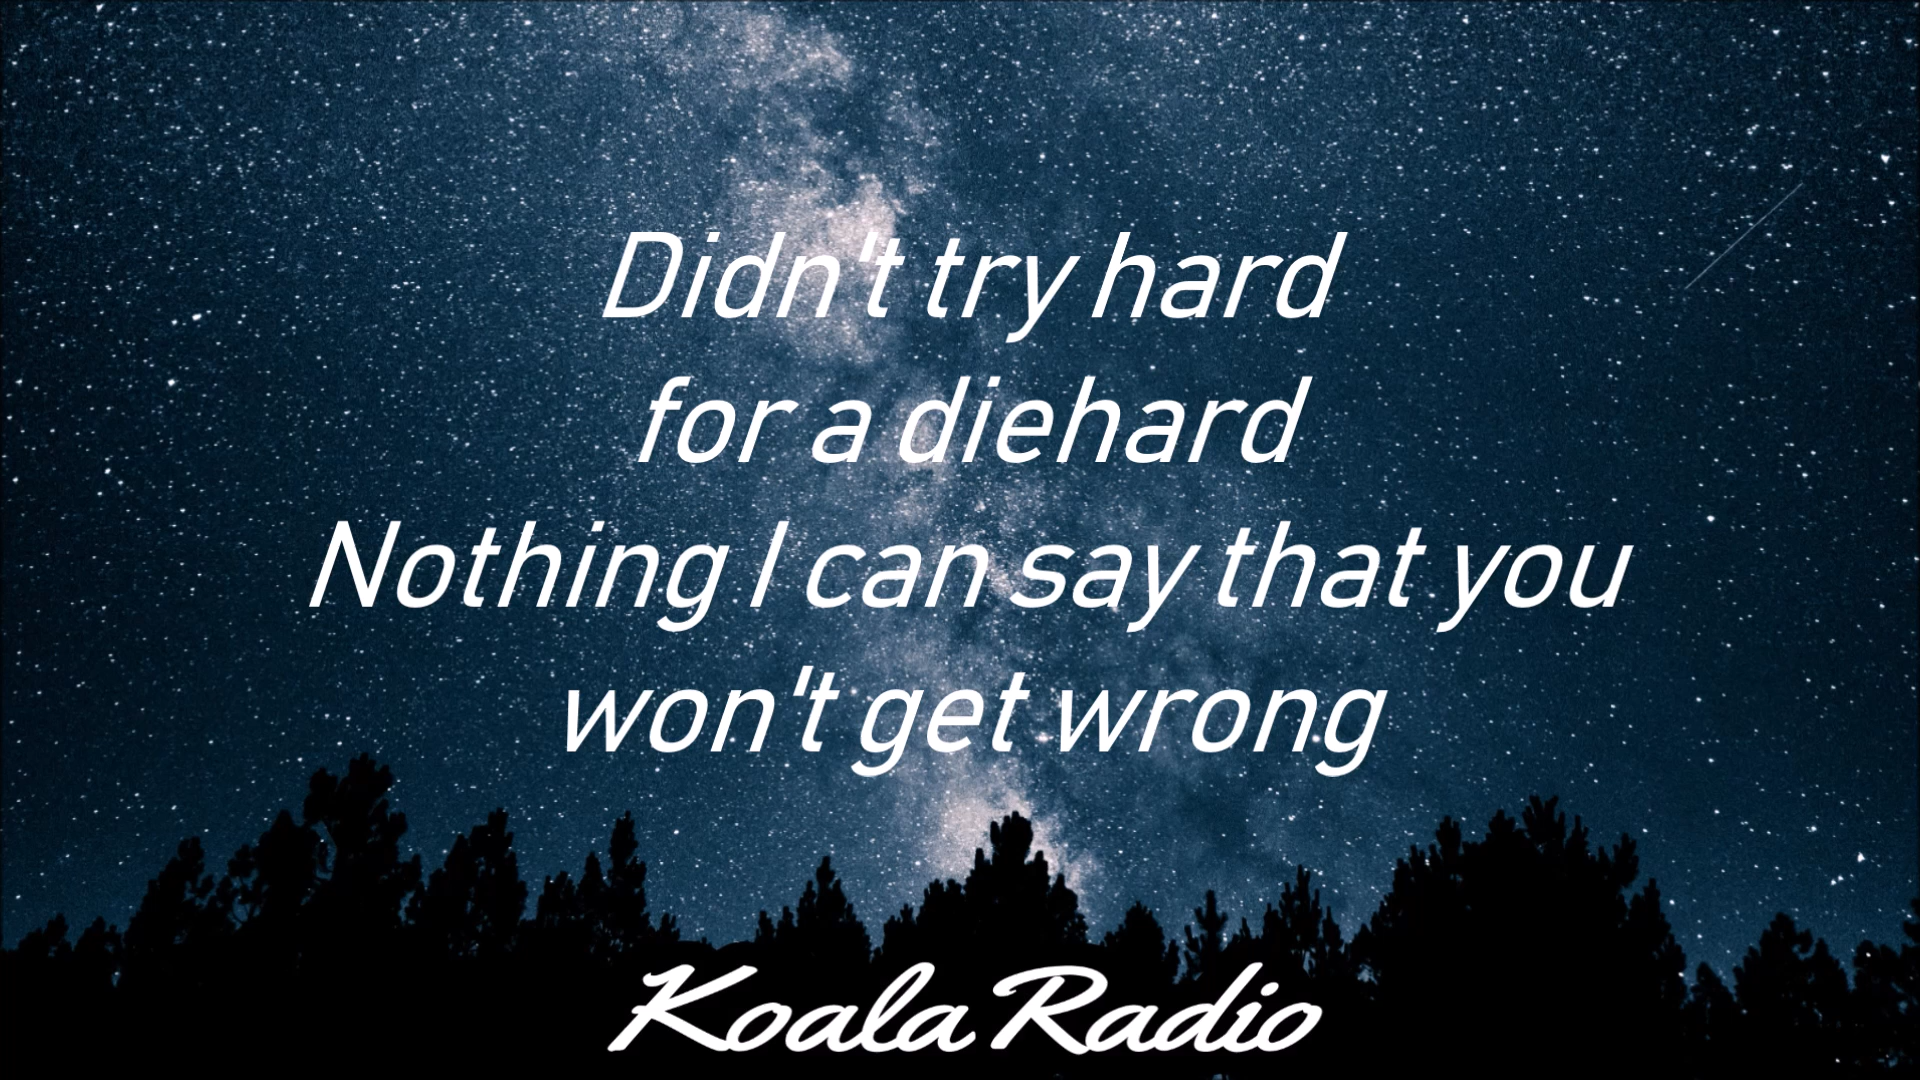 Didn't try hard
for a diehard
Nothing I can say that you
won't get wrong
Koala Radio